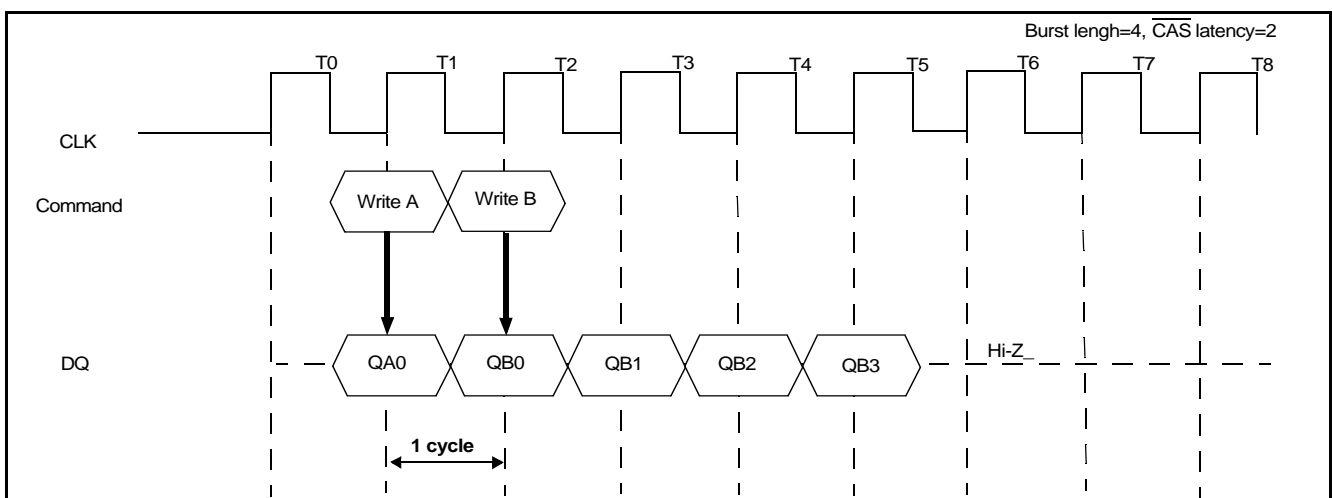 Burst lengh=4, CAS latency=2
T0 T1 T2 T3 T4 T5 T6 T7 T8
CLK
Command Write A Write B
DQ QA0 QB0 QB1 QB2 QB3 Hi-Z_
1 cycle